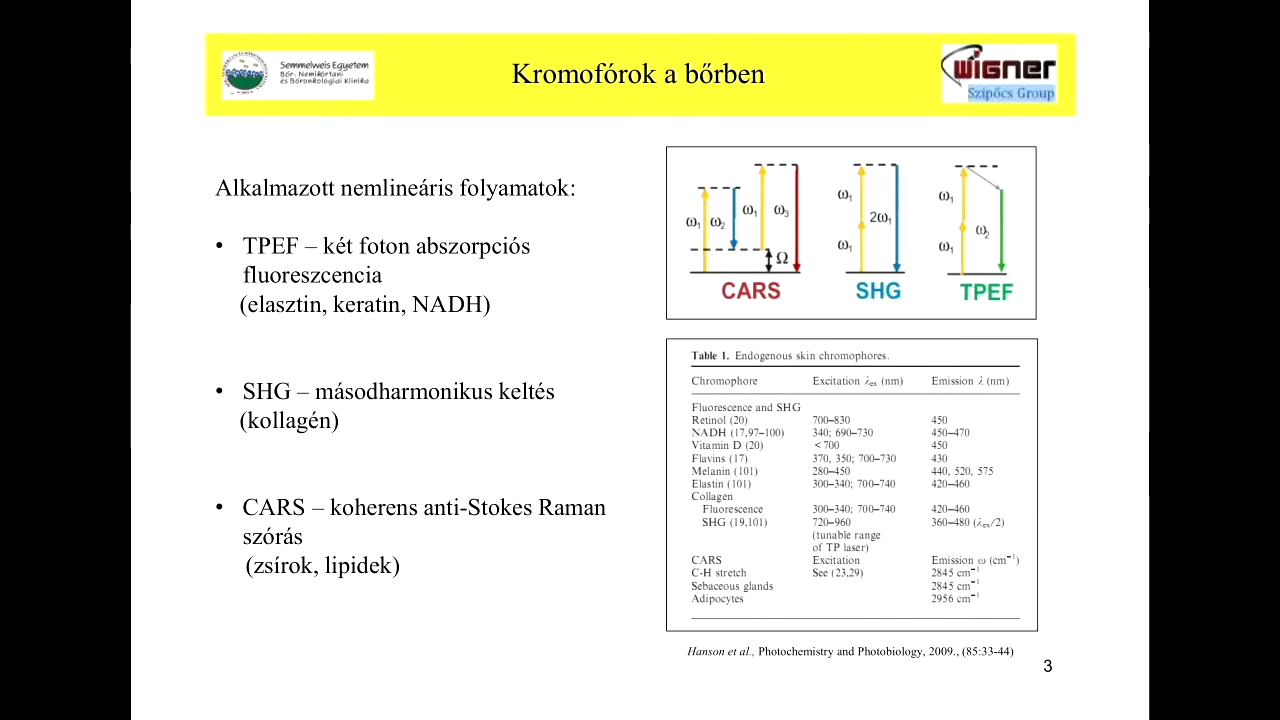 Semmelweis Egyetem
Bőr- Nemikórtani
és Bőronkológiai Klinika
Kromofórok a bőrben
wigner
Szipőcs Group
Alkalmazott nemlineáris folyamatok:
• TPEF – két foton abszorpciós
fluoreszcencia
(elasztin, keratin, NADH)
• SHG – másodharmonikus keltés
(kollagén)
• CARS – koherens anti-Stokes Raman
szórás
(zsírok, lipidek)
ω1 ω2 ω1 ω3 Ω
CARS
ω1 ω1 2ω1
SHG
ω1 ω1 ω2
TPEF
Table 1. Endogenous skin chromophores.
Chromophore Excitation λex (nm) Emission λ (nm)
Fluorescence and SHG
Retinol (20) 700–830 450
NADH (17,97–100) 340; 690–730 450–470
Vitamin D (20) <700 450
Flavins (17) 370, 350; 700–730 430
Melanin (101) 280–450 440, 520, 575
Elastin (101) 300–340; 700–740 420–460
Collagen
Fluorescence 300–340; 700–740 420–460
SHG (19,101) 720–960 360–480 (λex/2)
(tunable range
of TP laser)
CARS Excitation Emission ω (cm−1)
C-H stretch See (23,29) 2845 cm−1
Sebaceous glands 2845 cm−1
Adipocytes 2956 cm−1
Hanson et al., Photochemistry and Photobiology, 2009., (85:33-44)
3